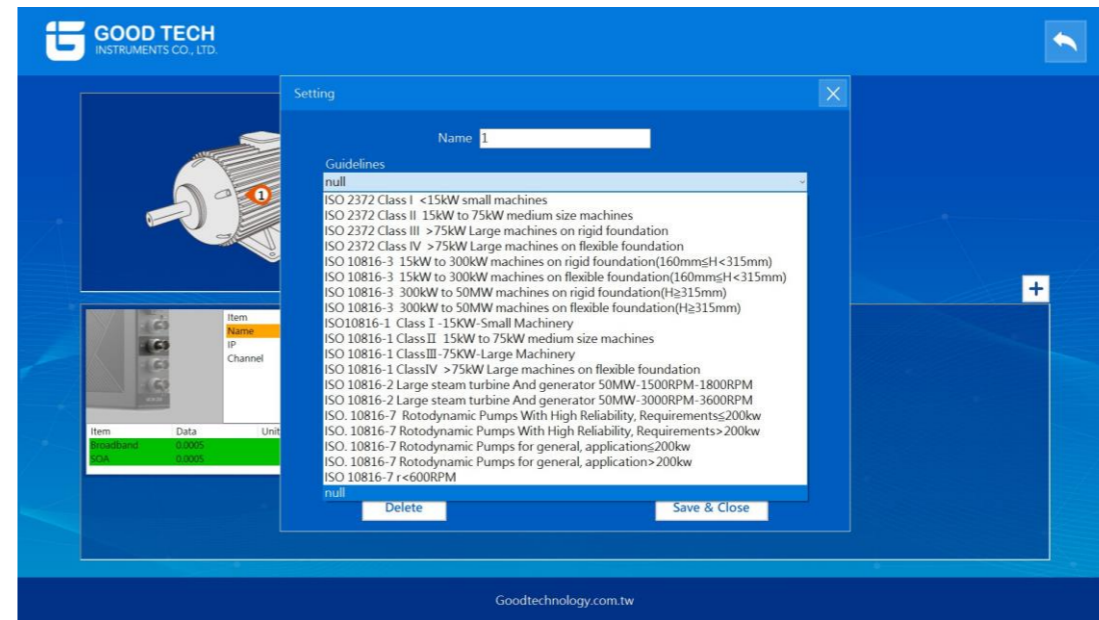 GOOD TECH
INSTRUMENTS CO., LTD.
Setting
Name 1
Guidelines
null
ISO 2372 Class I <15kW small machines
ISO 2372 Class II 15kW to 75kW medium size machines
ISO 2372 Class III >75kW Large machines on rigid foundation
ISO 2372 Class IV >75kW Large machines on flexible foundation
ISO 10816-3 15kW to 300kW machines on rigid foundation(160mm≦H<315mm)
ISO 10816-3 15kW to 300kW machines on flexible foundation(160mm≦H<315mm)
ISO 10816-3 300kW to 50MW machines on rigid foundation(H≧315mm)
ISO 10816-3 300kW to 50MW machines on flexible foundation(H≧315mm)
ISO10816-1 Class Ⅰ-15KW-Small Machinery
ISO 10816-1 ClassⅡ 15kW to 75kW medium size machines
ISO 10816-1 ClassⅢ-75KW-Large Machinery
ISO 10816-1 ClassIV >75kW Large machines on flexible foundation
ISO 10816-2 Large steam turbine And generator 50MW-1500RPM-1800RPM
ISO 10816-2 Large steam turbine And generator 50MW-3000RPM-3600RPM
ISO. 10816-7 Rotodynamic Pumps With High Reliability, Requirements≦200kw
ISO. 10816-7 Rotodynamic Pumps With High Reliability, Requirements>200kw
ISO. 10816-7 Rotodynamic Pumps for general, application≦200kw
ISO. 10816-7 Rotodynamic Pumps for general, application>200kw
ISO 10816-7 r<600RPM
null
Delete Save & Close
1
+
Item
Name
IP
Channel
Item Data Unit
Broadband 0.0005
SOA 0.0005
Goodtechnology.com.tw